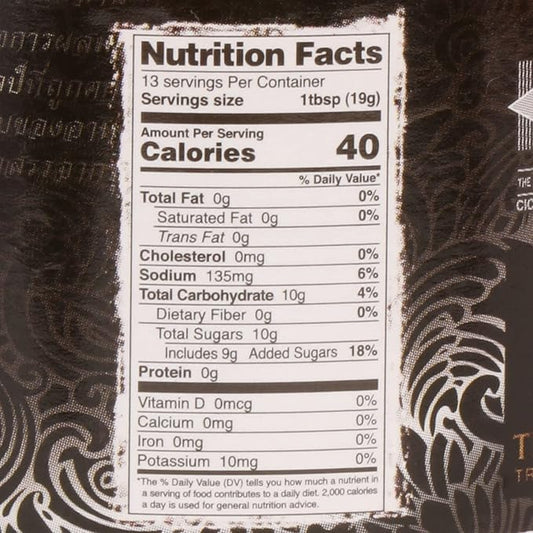 Nutrition Facts
13 servings Per Container
Servings size 1tbsp (19g)
Amount Per Serving
Calories 40
% Daily Value*
Total Fat 0g 0%
Saturated Fat 0g 0%
Trans Fat 0g
Cholesterol 0mg 0%
Sodium 135mg 6%
Total Carbohydrate 10g 4%
Dietary Fiber 0g 0%
Total Sugars 10g
Includes 9g Added Sugars 18%
Protein 0g
Vitamin D 0mcg 0%
Calcium 0mg 0%
Iron 0mg 0%
Potassium 10mg 0%
*The % Daily Value (DV) tells you how much a nutrient in
a serving of food contributes to a daily diet. 2,000 calories
a day is used for general nutrition advice.
THE